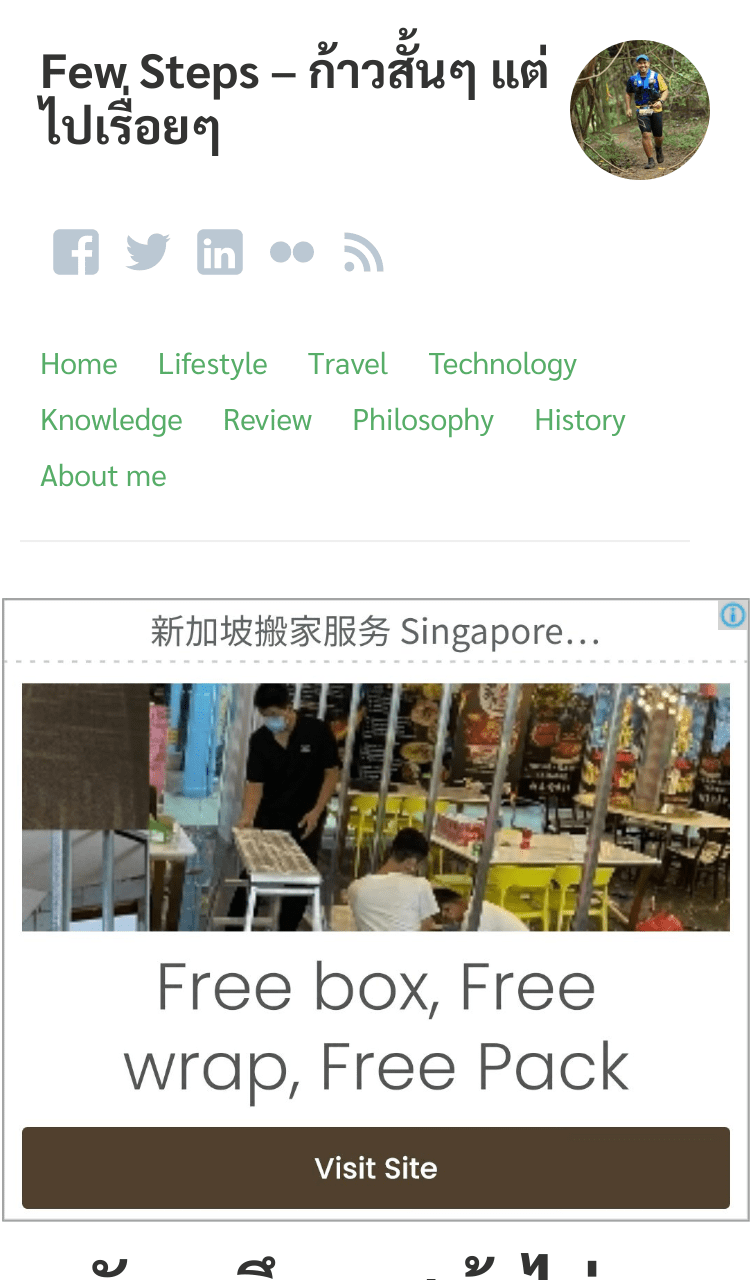 Few Steps – ก้าวสั้นๆ แต่
ไปเรื่อยๆ
Home Lifestyle Travel Technology
Knowledge Review Philosophy History
About me
新加坡搬家服务 Singapore...
Free box, Free
wrap, Free Pack
Visit Site